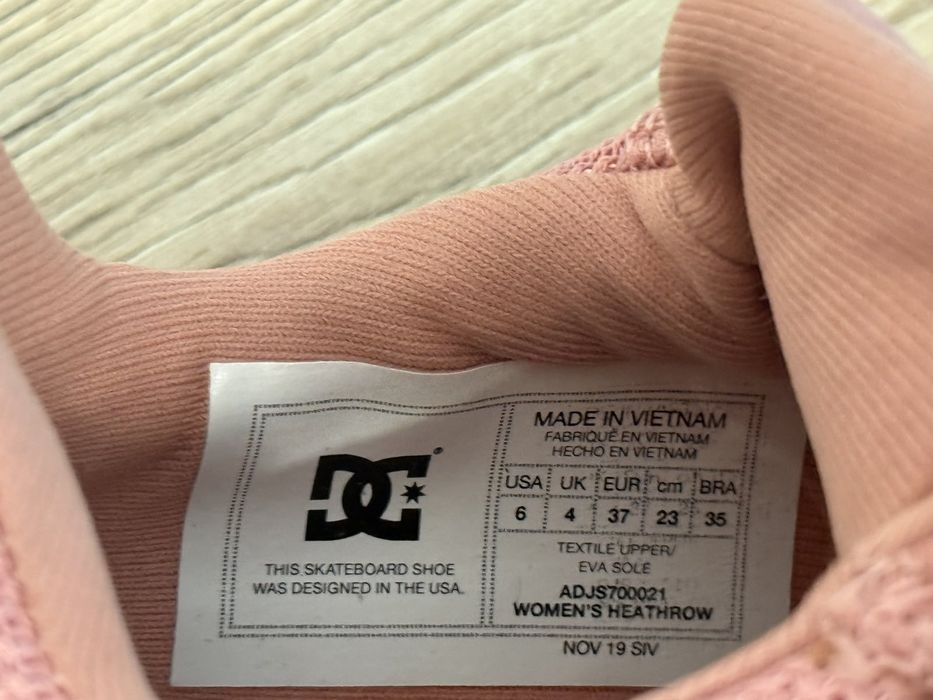 DC®
THIS SKATEBOARD SHOE
WAS DESIGNED IN THE USA.
MADE IN VIETNAM
FABRIQUÉ EN VIETNAM
HECHO EN VIETNAM
USA UK EUR cm BRA
6 4 37 23 35
TEXTILE UPPER/
EVA SOLE
ADJS700021
WOMEN'S HEATHROW
NOV 19 SIV